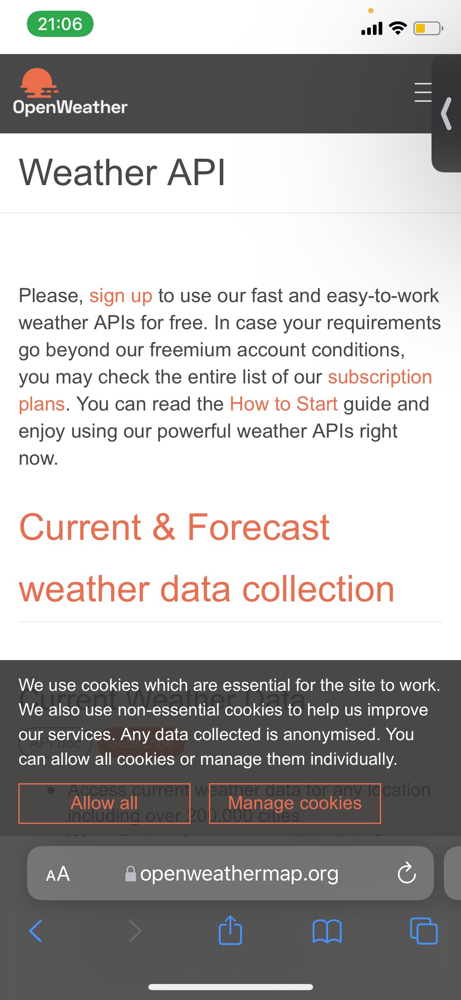 21:06
OpenWeather
Weather API
Please, sign up to use our fast and easy-to-work
weather APIs for free. In case your requirements
go beyond our freemium account conditions,
you may check the entire list of our subscription
plans. You can read the How to Start guide and
enjoy using our powerful weather APIs right
now.
Current & Forecast
weather data collection
We use cookies which are essential for the site to work.
Current Weather Data
We also use non-essential cookies to help us improve
our services. Any data collected is anonymised. You
API doc Subscribe
can allow all cookies or manage them individually.
Access current weather data for any location
Allow all Manage cookies
including over 200,000 cities
AA openweathermap.org